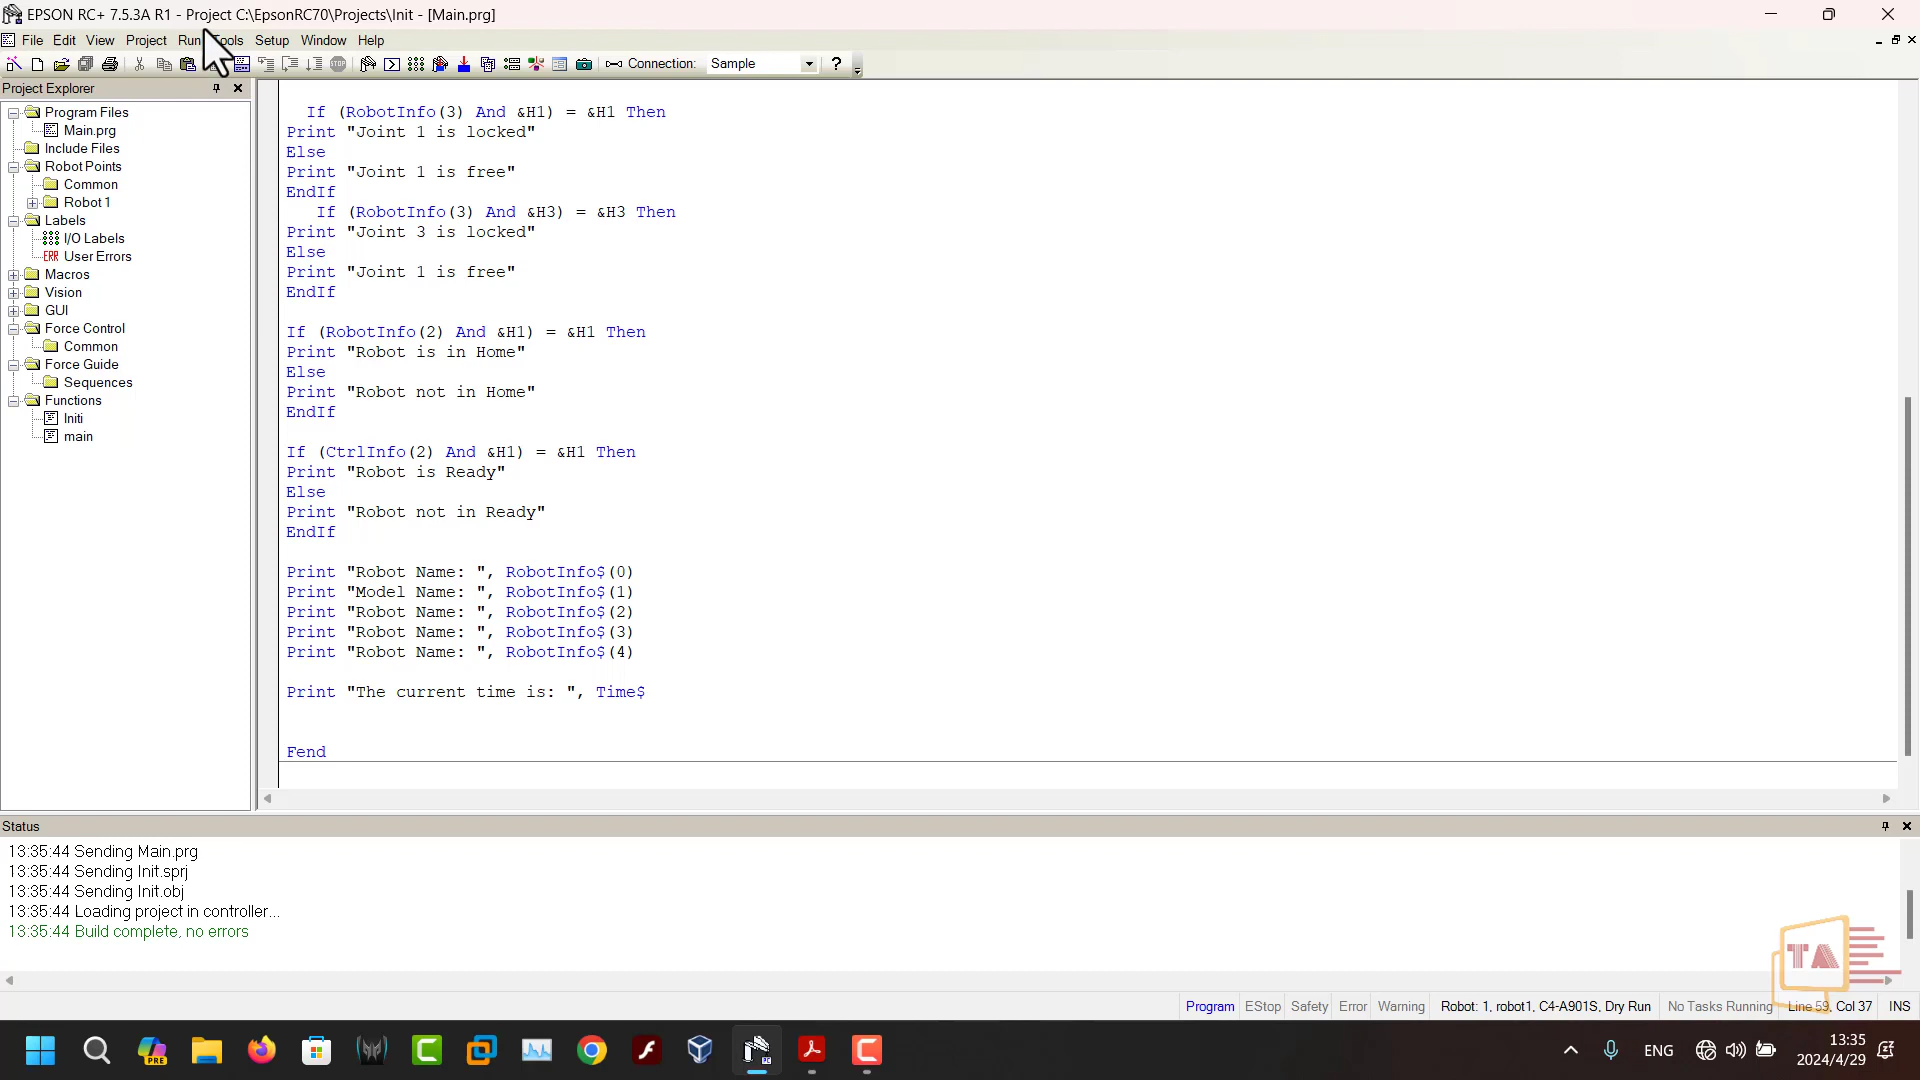 EPSON RC+ 7.5.3A R1 - Project C:\EpsonRC70\Projects\Init - [Main.prg]
File Edit View Project Run Tools Setup Window Help
Connection: Sample
Project Explorer
Program Files
Main.prg
Include Files
Robot Points
Common
Robot 1
Labels
I/O Labels
ERR User Errors
Macros
Vision
GUI
Force Control
Common
Force Guide
Sequences
Functions
Initi
main
If (RobotInfo(3) And &H1) = &H1 Then
Print "Joint 1 is locked"
Else
Print "Joint 1 is free"
EndIf
If (RobotInfo(3) And &H3) = &H3 Then
Print "Joint 3 is locked"
Else
Print "Joint 1 is free"
EndIf
If (RobotInfo(2) And &H1) = &H1 Then
Print "Robot is in Home"
Else
Print "Robot not in Home"
EndIf
If (CtrlInfo(2) And &H1) = &H1 Then
Print "Robot is Ready"
Else
Print "Robot not in Ready"
EndIf
Print "Robot Name: ", RobotInfo$(0)
Print "Model Name: ", RobotInfo$(1)
Print "Robot Name: ", RobotInfo$(2)
Print "Robot Name: ", RobotInfo$(3)
Print "Robot Name: ", RobotInfo$(4)
Print "The current time is: ", Time$
Fend
Status
13:35:44 Sending Main.prg
13:35:44 Sending Init.sprj
13:35:44 Sending Init.obj
13:35:44 Loading project in controller...
13:35:44 Build complete, no errors
TA
Program EStop Safety Error Warning Robot: 1, robot1, C4-A901S, Dry Run No Tasks Running Line 59, Col 37 INS
PRE
ENG
13:35
2024/4/29